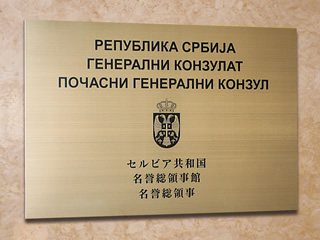 РЕПУБЛИКА СРБИЈА
ГЕНЕРАЛНИ КОНЗУЛАТ
ПОЧАСНИ ГЕНЕРАЛНИ КОНЗУЛ
セルビア共和国
名誉総領事館
名誉総領事